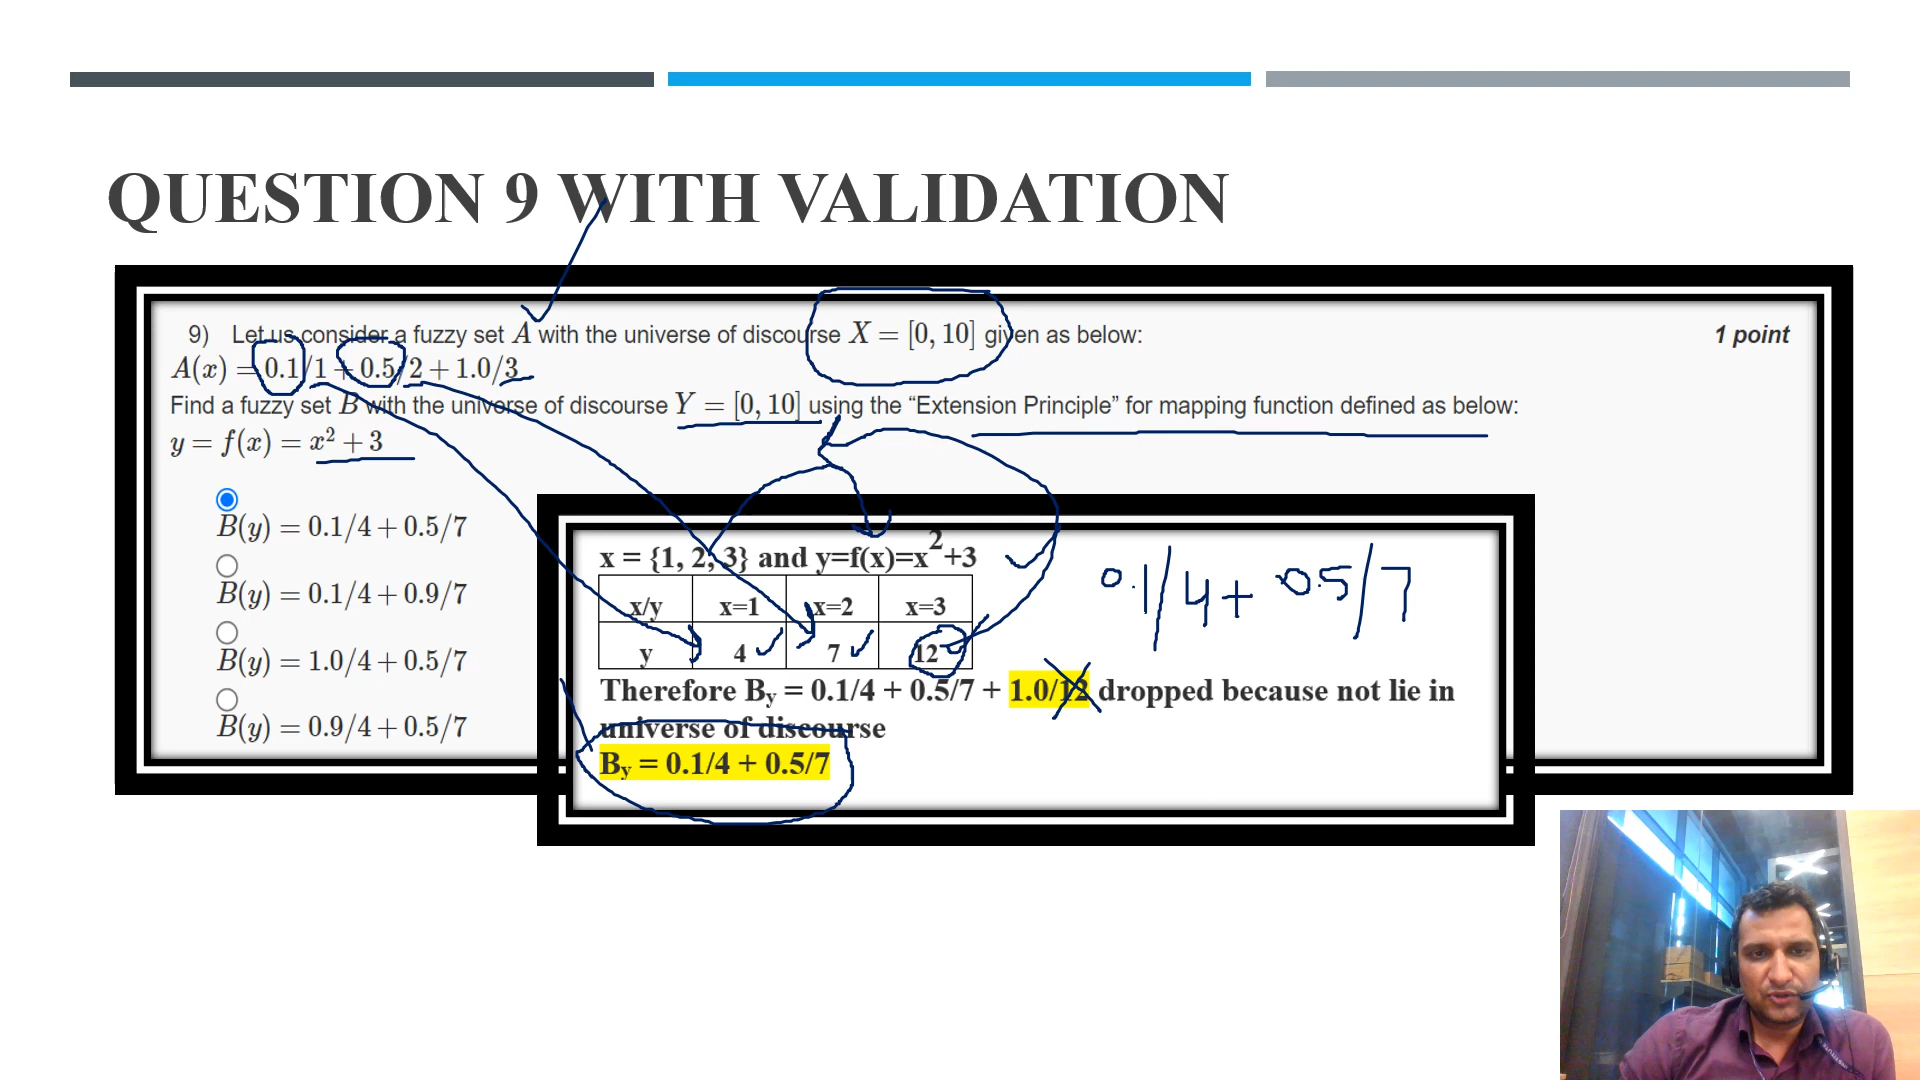 QUESTION 9 WITH VALIDATION
9) Let us consider a fuzzy set A with the universe of discourse X = [0, 10] given as below: 1 point
A(x) = 0.1/1 + 0.5/2 + 1.0/3
Find a fuzzy set B with the universe of discourse Y = [0, 10] using the “Extension Principle” for mapping function defined as below:
y = f(x) = x² + 3
B(y) = 0.1/4 + 0.5/7
B(y) = 0.1/4 + 0.9/7
B(y) = 1.0/4 + 0.5/7
B(y) = 0.9/4 + 0.5/7
x = {1, 2, 3} and y=f(x)=x²+3
x/y x=1 x=2 x=3
y 4 7 12
Therefore By = 0.1/4 + 0.5/7 + 1.0/12 dropped because not lie in
universe of discourse
By = 0.1/4 + 0.5/7
0.1/4 + 0.5/7